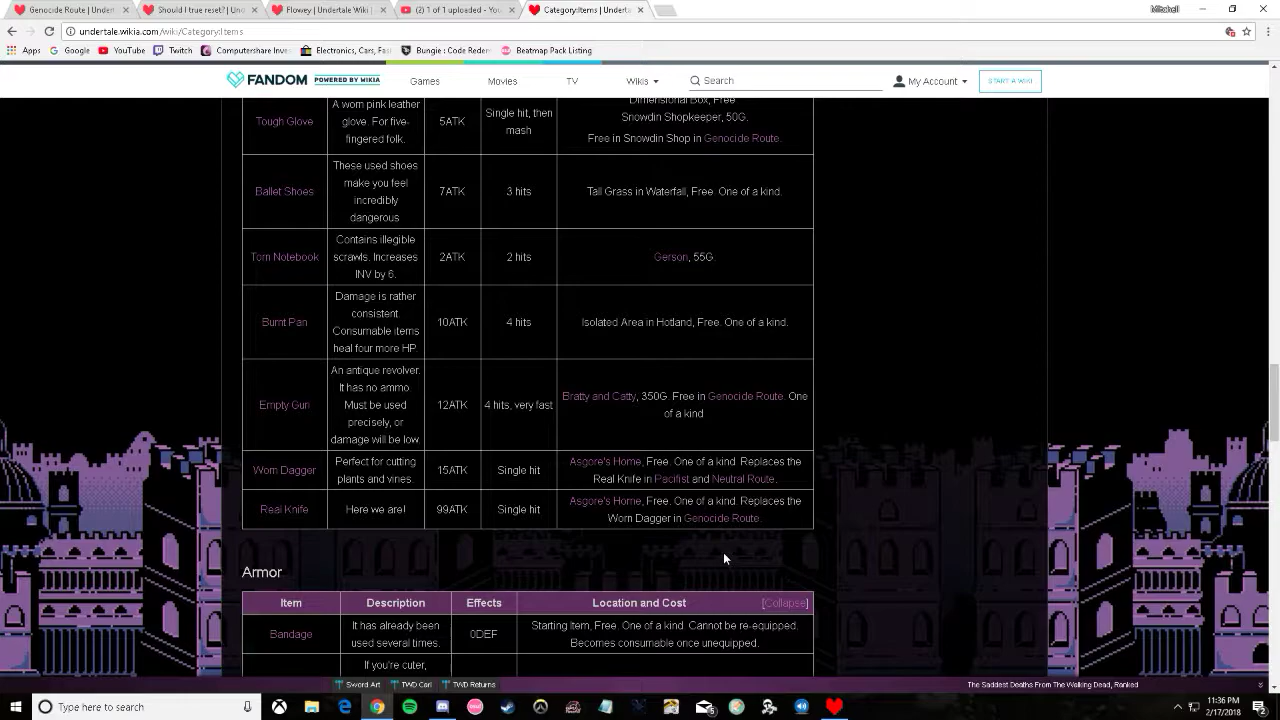 Genocide Route | Undert
Should I true reset? | Un
Flowey | Undertale Wiki |
(2) 1 of 1 uploaded - You
Category:Items | Underta
Mitchell
undertale.wikia.com/wiki/Category:Items
Apps
Google
YouTube
Twitch
Computershare Inve
Electronics, Cars, Fas
Bungie : Code Redem
Beatmap Pack Listing
FANDOM POWERED BY WIKIA
Games
Movies
TV
Wikis
Search
My Account
START A WIKI
Tough Glove
A worn pink leather
glove. For five-
fingered folk.
5ATK
Single hit, then
mash
Dimensional Box, Free
Snowdin Shopkeeper, 50G.
Free in Snowdin Shop in Genocide Route.
Ballet Shoes
These used shoes
make you feel
incredibly
dangerous
7ATK
3 hits
Tall Grass in Waterfall, Free. One of a kind.
Torn Notebook
Contains illegible
scrawls. Increases
INV by 6.
2ATK
2 hits
Gerson, 55G.
Burnt Pan
Damage is rather
consistent.
Consumable items
heal four more HP.
10ATK
4 hits
Isolated Area in Hotland, Free. One of a kind.
Empty Gun
An antique revolver.
It has no ammo
Must be used
precisely, or
damage will be low
12ATK
4 hits, very fast
Bratty and Catty, 350G. Free in Genocide Route. One
of a kind
Worn Dagger
Perfect for cutting
plants and vines.
15ATK
Single hit
Asgore's Home, Free. One of a kind. Replaces the
Real Knife in Pacifist and Neutral Route.
Real Knife
Here we are!
99ATK
Single hit
Asgore's Home, Free. One of a kind. Replaces the
Worn Dagger in Genocide Route.
Armor
Item
Description
Effects
Location and Cost
[Collapse]
Bandage
It has already been
used several times.
0DEF
Starting Item, Free. One of a kind. Cannot be re-equipped.
Becomes consumable once unequipped.
If you're cuter,
Sword Art
TWD Carl
TWD Returns
The Saddest Deaths From The Walking Dead, Ranked
Type here to search
11:36 PM
2/17/2018